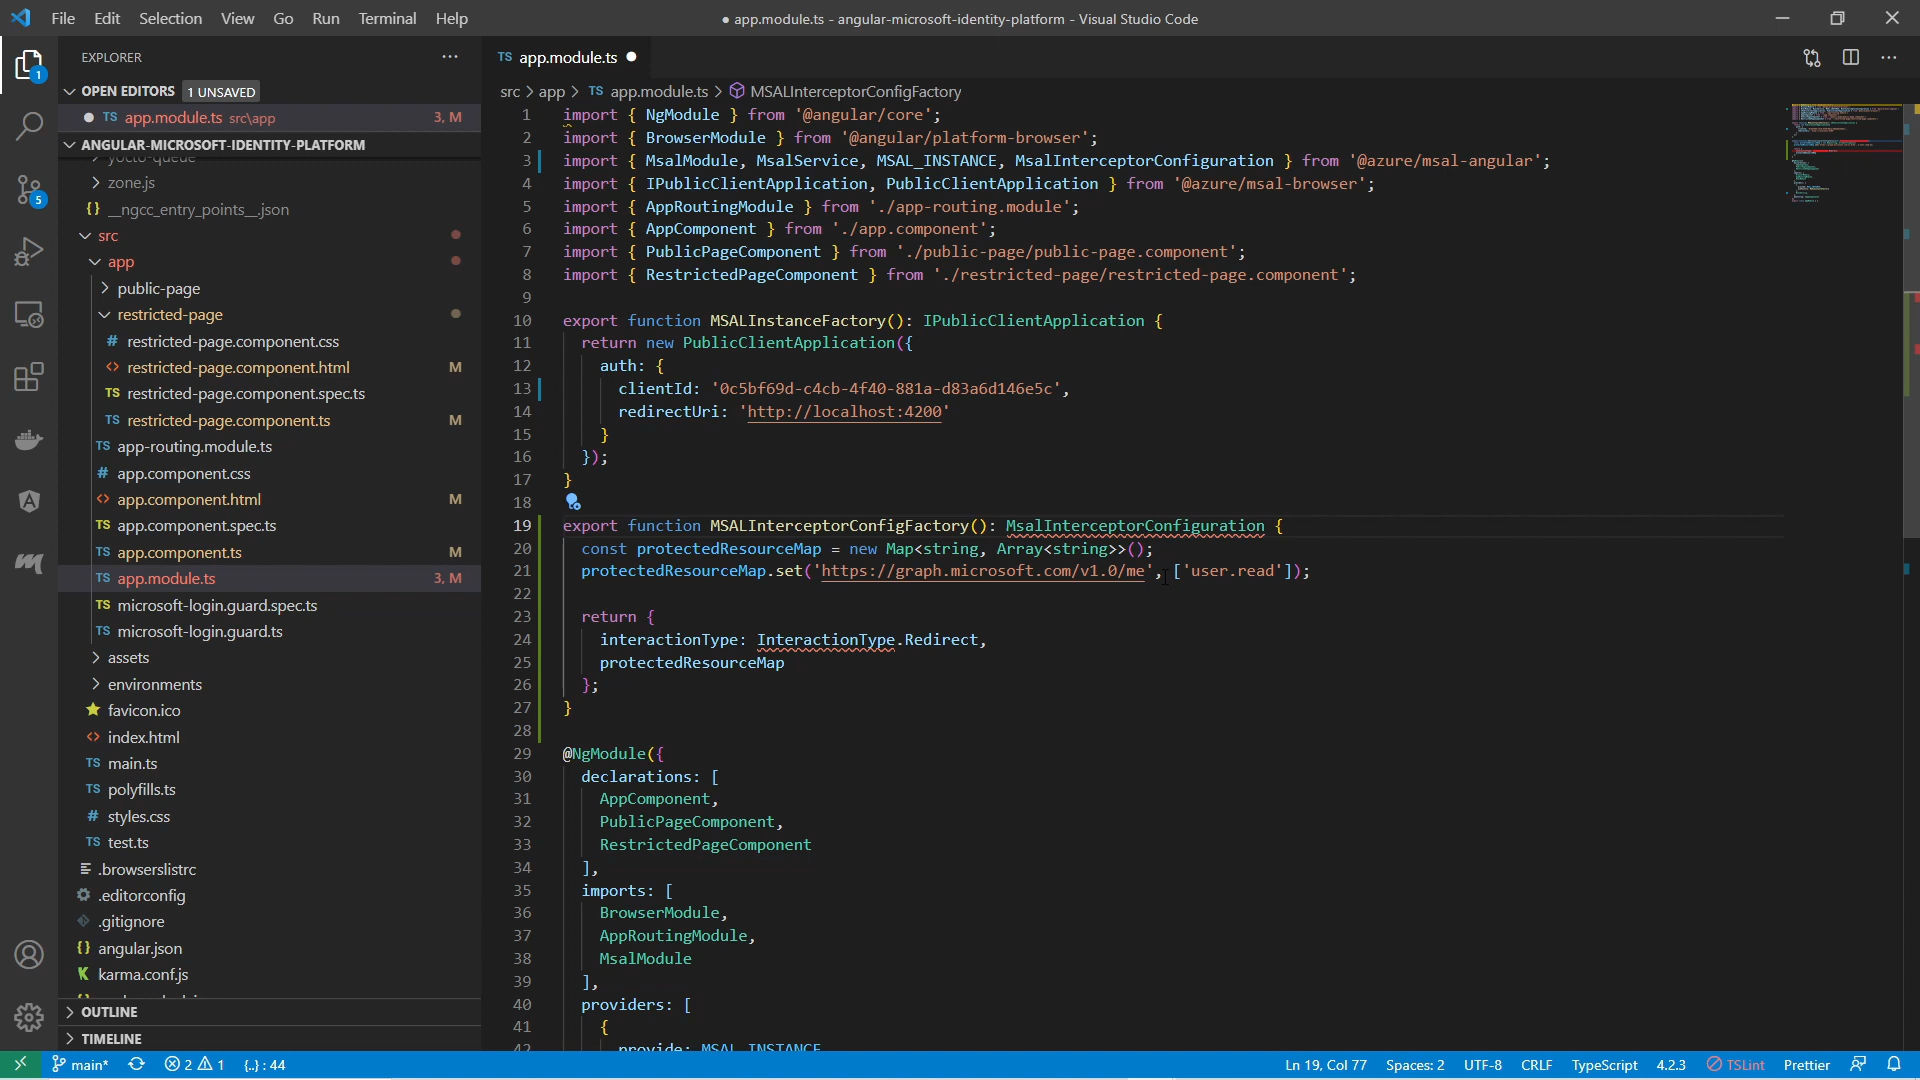 File Edit Selection View Go Run Terminal Help
● app.module.ts - angular-microsoft-identity-platform - Visual Studio Code
EXPLORER
OPEN EDITORS 1 UNSAVED
TS app.module.ts src\app 3, M
ANGULAR-MICROSOFT-IDENTITY-PLATFORM
yocto-queue
zone.js
{} __ngcc_entry_points__.json
src
app
public-page
restricted-page
# restricted-page.component.css
<> restricted-page.component.html M
TS restricted-page.component.spec.ts
TS restricted-page.component.ts M
TS app-routing.module.ts
# app.component.css
<> app.component.html M
TS app.component.spec.ts
TS app.component.ts M
TS app.module.ts 3, M
TS microsoft-login.guard.spec.ts
TS microsoft-login.guard.ts
assets
environments
favicon.ico
<> index.html
TS main.ts
TS polyfills.ts
# styles.css
TS test.ts
.browserslistrc
.editorconfig
.gitignore
{} angular.json
K karma.conf.js
OUTLINE
TIMELINE
1
5
TS app.module.ts ●
src > app > TS app.module.ts > MSALInterceptorConfigFactory
1 import { NgModule } from '@angular/core';
2 import { BrowserModule } from '@angular/platform-browser';
3 import { MsalModule, MsalService, MSAL_INSTANCE, MsalInterceptorConfiguration } from '@azure/msal-angular';
4 import { IPublicClientApplication, PublicClientApplication } from '@azure/msal-browser';
5 import { AppRoutingModule } from './app-routing.module';
6 import { AppComponent } from './app.component';
7 import { PublicPageComponent } from './public-page/public-page.component';
8 import { RestrictedPageComponent } from './restricted-page/restricted-page.component';
9
10 export function MSALInstanceFactory(): IPublicClientApplication {
11 return new PublicClientApplication({
12 auth: {
13 clientId: '0c5bf69d-c4cb-4f40-881a-d83a6d146e5c',
14 redirectUri: 'http://localhost:4200'
15 }
16 });
17 }
18
19 export function MSALInterceptorConfigFactory(): MsalInterceptorConfiguration {
20 const protectedResourceMap = new Map<string, Array<string>>();
21 protectedResourceMap.set('https://graph.microsoft.com/v1.0/me', ['user.read']);
22
23 return {
24 interactionType: InteractionType.Redirect,
25 protectedResourceMap
26 };
27 }
28
29 @NgModule({
30 declarations: [
31 AppComponent,
32 PublicPageComponent,
33 RestrictedPageComponent
34 ],
35 imports: [
36 BrowserModule,
37 AppRoutingModule,
38 MsalModule
39 ],
40 providers: [
41 {
42 provide: MSAL_INSTANCE
main* 2 1 {..} : 44 Ln 19, Col 77 Spaces: 2 UTF-8 CRLF TypeScript 4.2.3 TSLint Prettier